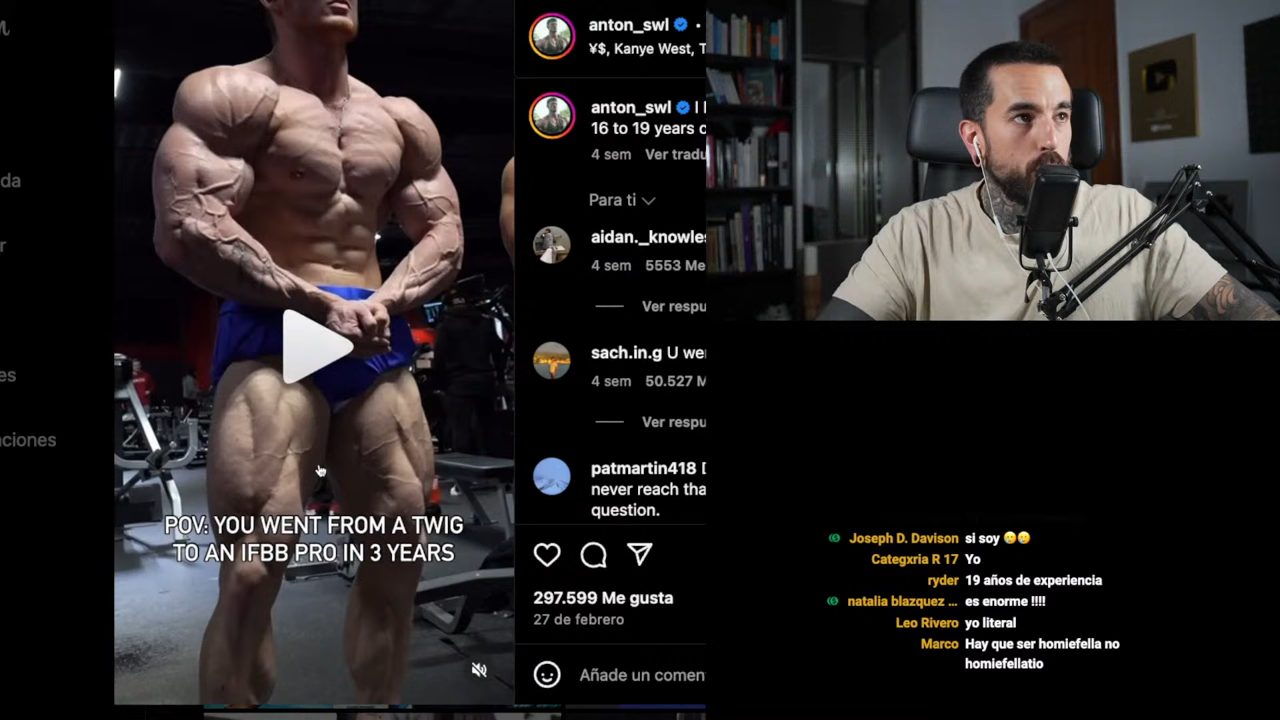 da
r
es
ciones
POV: YOU WENT FROM A TWIG
TO AN IFBB PRO IN 3 YEARS
anton_swl •
¥$, Kanye West, T
anton_swl I
16 to 19 years o
4 sem Ver tradu
Para ti
aidan._knowles
4 sem 5553 Me
Ver respu
sach.in.g U we
4 sem 50.527 M
Ver respu
patmartin418
never reach tha
question.
297.599 Me gusta
27 de febrero
Añade un comen
Joseph D. Davison si soy 🥲🥲
Categxria R 17 Yo
ryder 19 años de experiencia
natalia blazquez ... es enorme !!!!
Leo Rivero yo literal
Marco Hay que ser homiefella no
homiefellatio